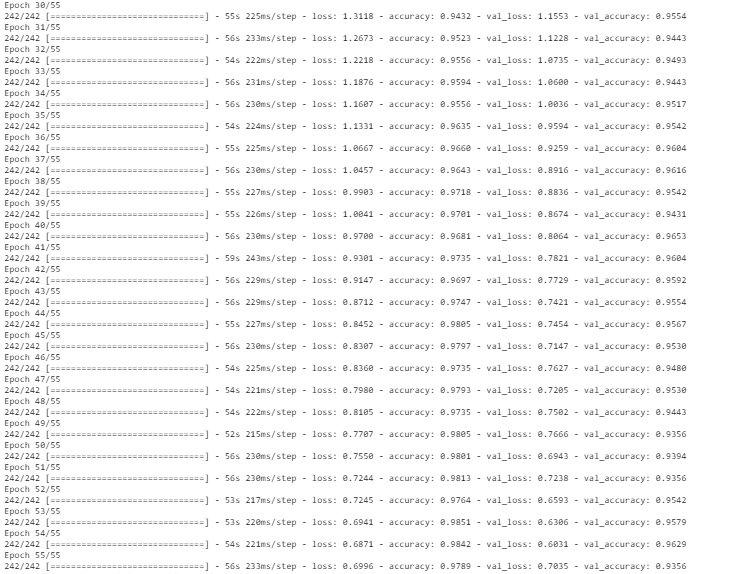 Epoch 30/55
242/242 [==============================] - 55s 225ms/step - loss: 1.3118 - accuracy: 0.9432 - val_loss: 1.1553 - val_accuracy: 0.9554
Epoch 31/55
242/242 [==============================] - 56s 233ms/step - loss: 1.2673 - accuracy: 0.9523 - val_loss: 1.1228 - val_accuracy: 0.9443
Epoch 32/55
242/242 [==============================] - 54s 222ms/step - loss: 1.2218 - accuracy: 0.9556 - val_loss: 1.0735 - val_accuracy: 0.9493
Epoch 33/55
242/242 [==============================] - 56s 231ms/step - loss: 1.1876 - accuracy: 0.9594 - val_loss: 1.0600 - val_accuracy: 0.9443
Epoch 34/55
242/242 [==============================] - 56s 230ms/step - loss: 1.1607 - accuracy: 0.9556 - val_loss: 1.0036 - val_accuracy: 0.9517
Epoch 35/55
242/242 [==============================] - 54s 224ms/step - loss: 1.1331 - accuracy: 0.9635 - val_loss: 0.9594 - val_accuracy: 0.9542
Epoch 36/55
242/242 [==============================] - 55s 225ms/step - loss: 1.0667 - accuracy: 0.9660 - val_loss: 0.9259 - val_accuracy: 0.9604
Epoch 37/55
242/242 [==============================] - 56s 230ms/step - loss: 1.0457 - accuracy: 0.9643 - val_loss: 0.8916 - val_accuracy: 0.9616
Epoch 38/55
242/242 [==============================] - 55s 227ms/step - loss: 0.9903 - accuracy: 0.9718 - val_loss: 0.8836 - val_accuracy: 0.9542
Epoch 39/55
242/242 [==============================] - 55s 226ms/step - loss: 1.0041 - accuracy: 0.9701 - val_loss: 0.8674 - val_accuracy: 0.9431
Epoch 40/55
242/242 [==============================] - 56s 230ms/step - loss: 0.9700 - accuracy: 0.9681 - val_loss: 0.8064 - val_accuracy: 0.9653
Epoch 41/55
242/242 [==============================] - 59s 243ms/step - loss: 0.9301 - accuracy: 0.9735 - val_loss: 0.7821 - val_accuracy: 0.9604
Epoch 42/55
242/242 [==============================] - 56s 229ms/step - loss: 0.9147 - accuracy: 0.9697 - val_loss: 0.7729 - val_accuracy: 0.9592
Epoch 43/55
242/242 [==============================] - 56s 229ms/step - loss: 0.8712 - accuracy: 0.9747 - val_loss: 0.7421 - val_accuracy: 0.9554
Epoch 44/55
242/242 [==============================] - 55s 227ms/step - loss: 0.8452 - accuracy: 0.9805 - val_loss: 0.7454 - val_accuracy: 0.9567
Epoch 45/55
242/242 [==============================] - 56s 230ms/step - loss: 0.8307 - accuracy: 0.9797 - val_loss: 0.7147 - val_accuracy: 0.9530
Epoch 46/55
242/242 [==============================] - 54s 225ms/step - loss: 0.8360 - accuracy: 0.9735 - val_loss: 0.7627 - val_accuracy: 0.9480
Epoch 47/55
242/242 [==============================] - 54s 221ms/step - loss: 0.7980 - accuracy: 0.9793 - val_loss: 0.7205 - val_accuracy: 0.9530
Epoch 48/55
242/242 [==============================] - 54s 222ms/step - loss: 0.8105 - accuracy: 0.9735 - val_loss: 0.7502 - val_accuracy: 0.9443
Epoch 49/55
242/242 [==============================] - 52s 215ms/step - loss: 0.7707 - accuracy: 0.9805 - val_loss: 0.7666 - val_accuracy: 0.9356
Epoch 50/55
242/242 [==============================] - 56s 230ms/step - loss: 0.7550 - accuracy: 0.9801 - val_loss: 0.6943 - val_accuracy: 0.9394
Epoch 51/55
242/242 [==============================] - 56s 230ms/step - loss: 0.7244 - accuracy: 0.9813 - val_loss: 0.7238 - val_accuracy: 0.9356
Epoch 52/55
242/242 [==============================] - 53s 217ms/step - loss: 0.7245 - accuracy: 0.9764 - val_loss: 0.6593 - val_accuracy: 0.9542
Epoch 53/55
242/242 [==============================] - 53s 220ms/step - loss: 0.6941 - accuracy: 0.9851 - val_loss: 0.6306 - val_accuracy: 0.9579
Epoch 54/55
242/242 [==============================] - 54s 221ms/step - loss: 0.6871 - accuracy: 0.9842 - val_loss: 0.6031 - val_accuracy: 0.9629
Epoch 55/55
242/242 [==============================] - 56s 233ms/step - loss: 0.6996 - accuracy: 0.9789 - val_loss: 0.7035 - val_accuracy: 0.9356